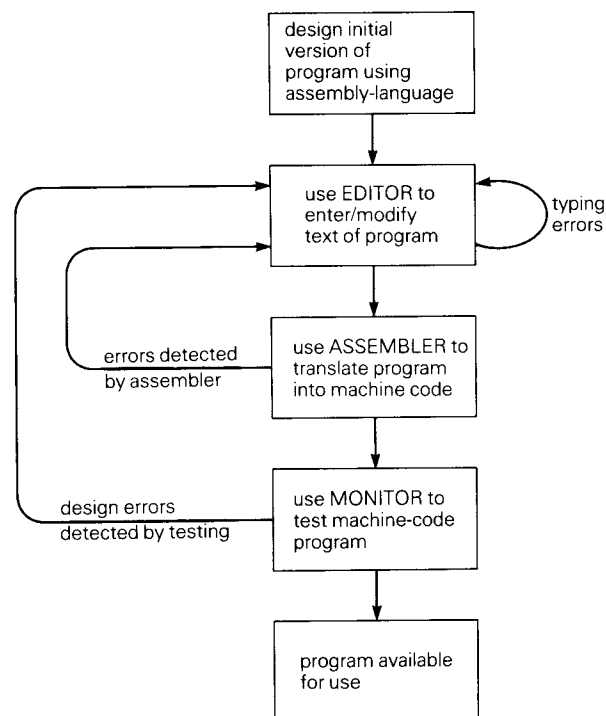 design initial
version of
program using
assembly-language
use EDITOR to
enter/modify
text of program
typing
errors
use ASSEMBLER to
translate program
into machine code
errors detected
by assembler
use MONITOR to
test machine-code
program
design errors
detected by testing
program available
for use